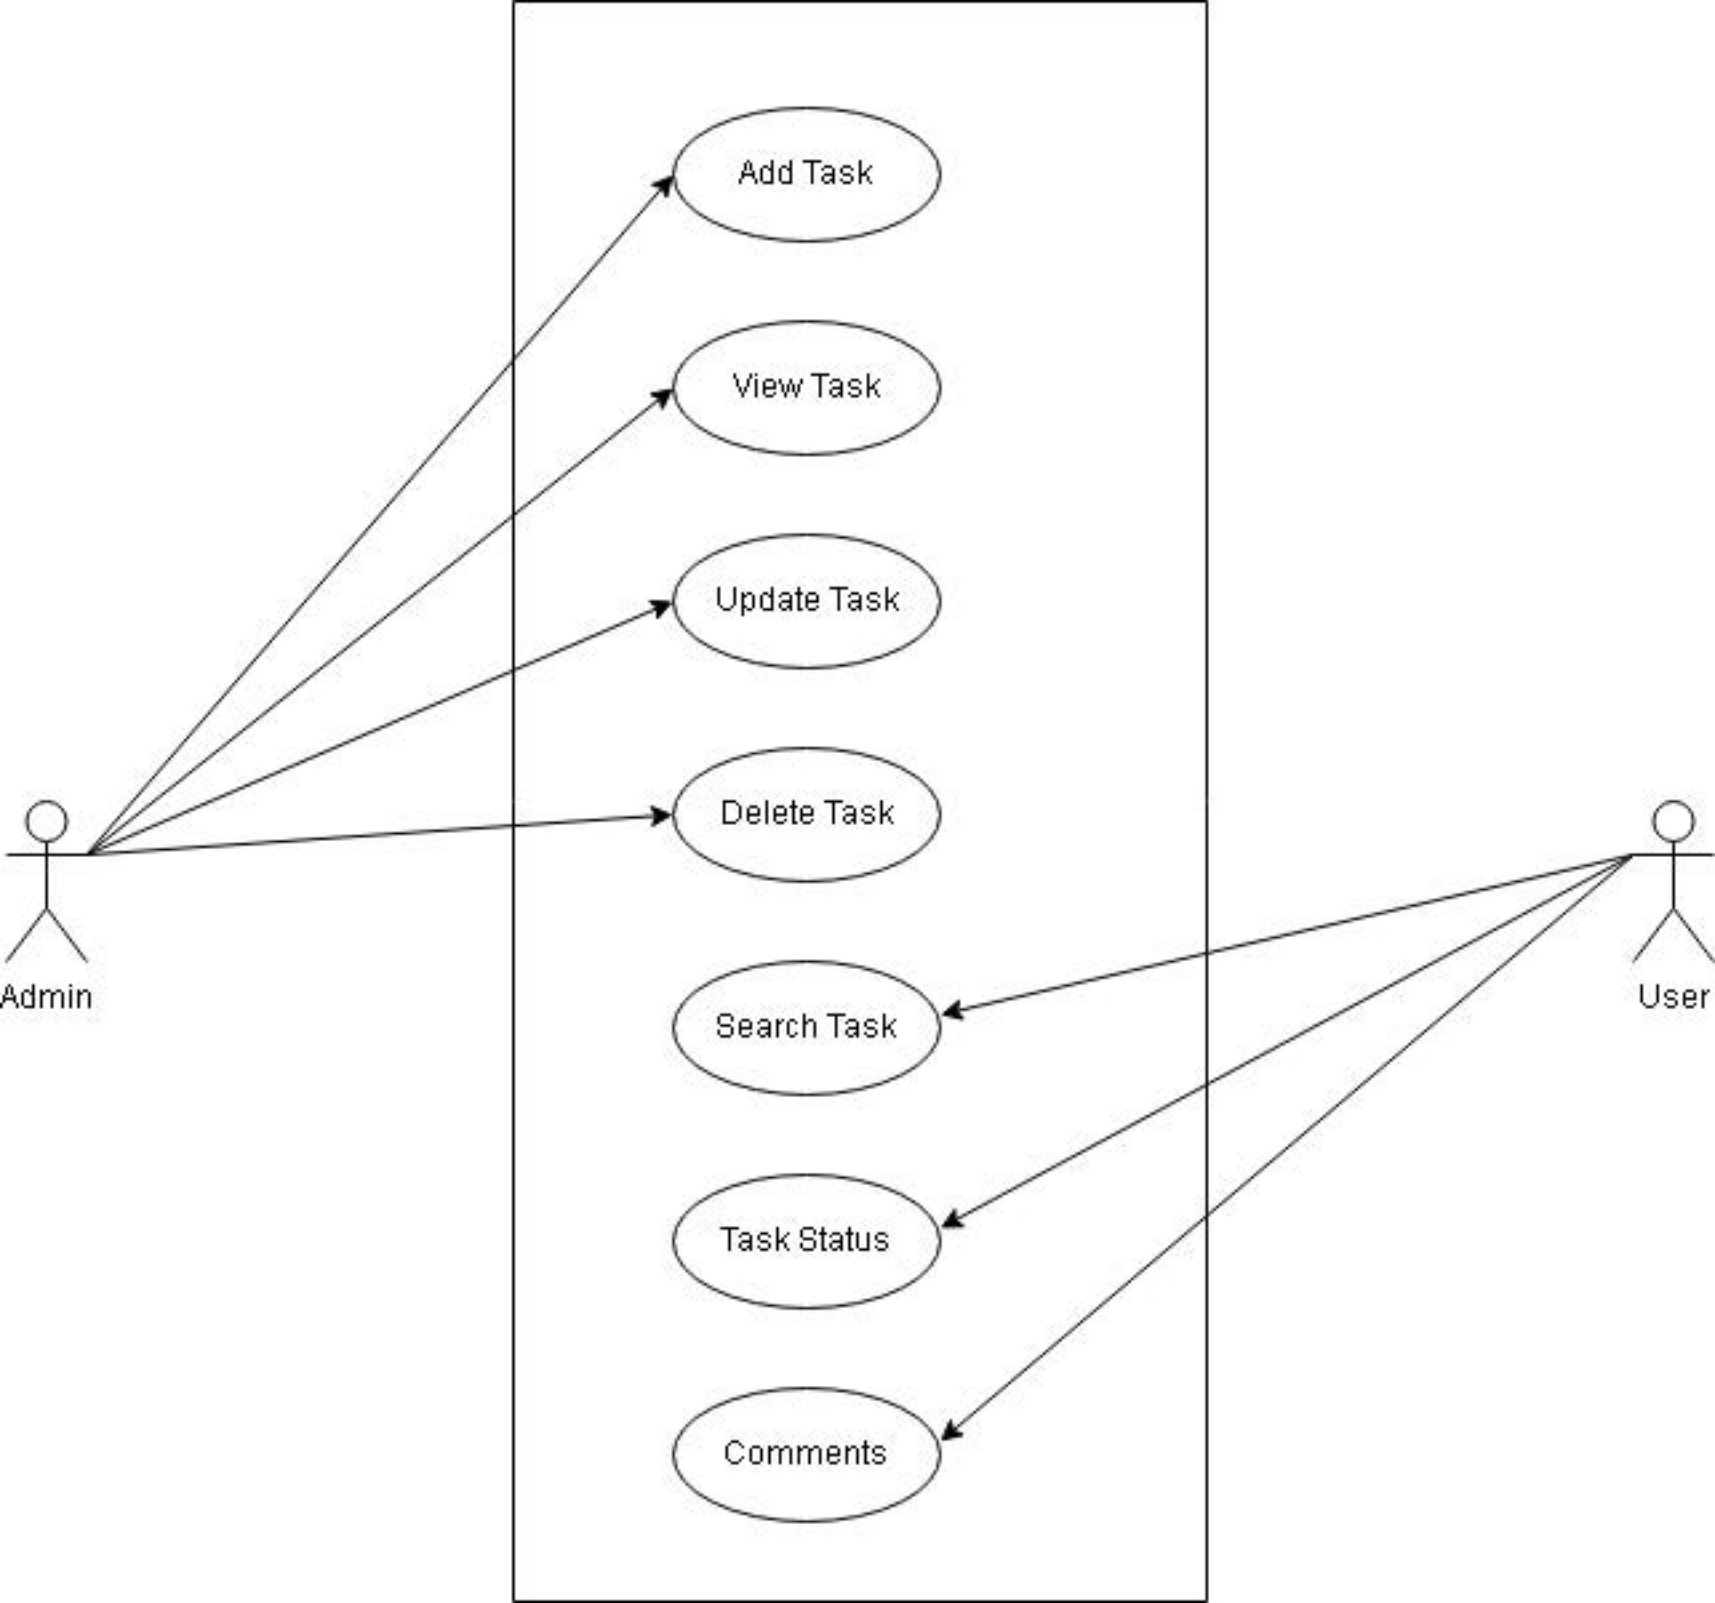 Add Task
View Task
Update Task
Delete Task
Admin
User
Search Task
Task Status
Comments